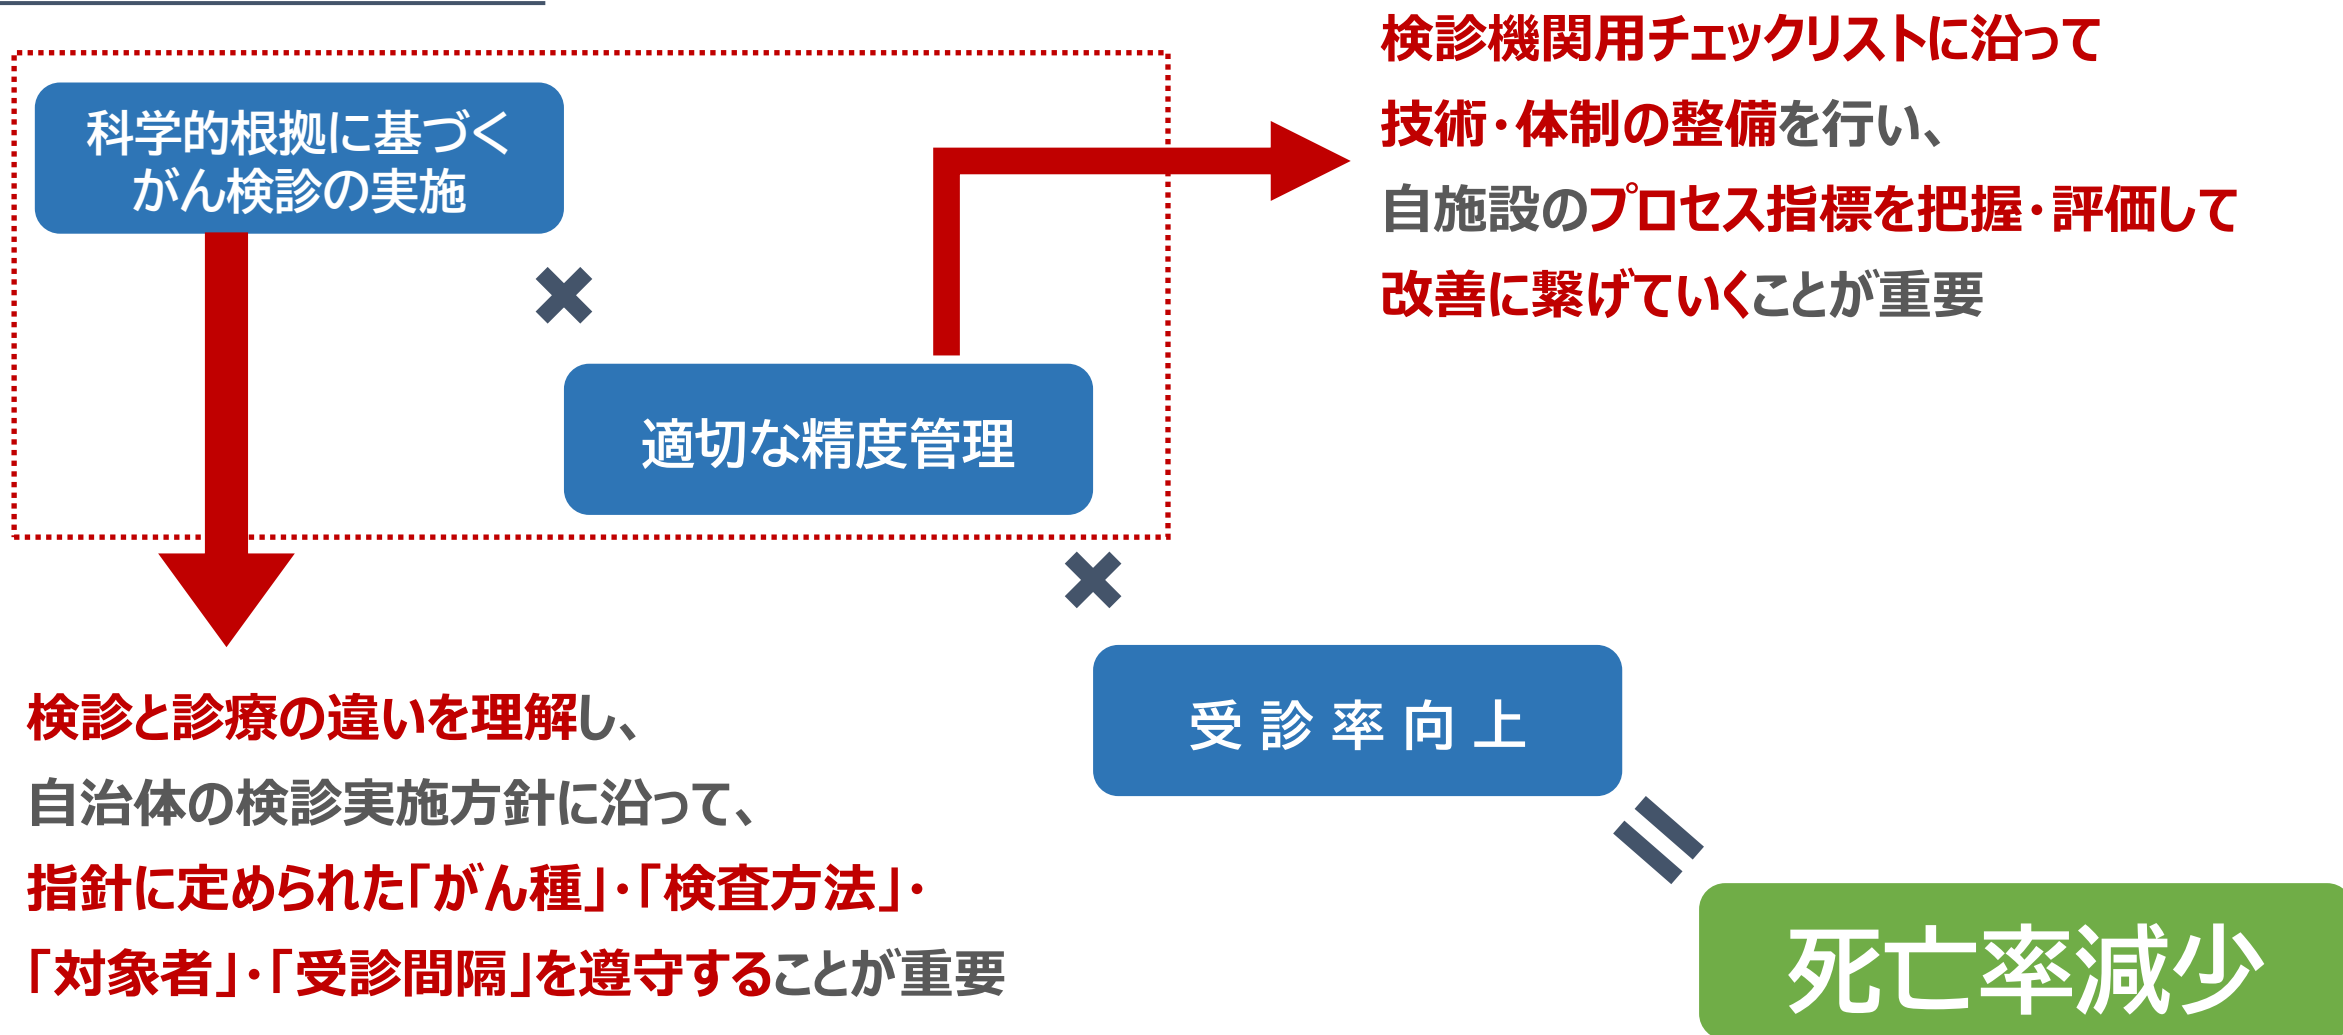 科学的根拠に基づく
がん検診の実施
検診機関用チェックリストに沿って
技術・体制の整備を行い、
自施設のプロセス指標を把握・評価して
改善に繋げていくことが重要
適切な精度管理
検診と診療の違いを理解し、
自治体の検診実施方針に沿って、
指針に定められた「がん種」・「検査方法」・
「対象者」・「受診間隔」を遵守することが重要
受診率向上
死亡率減少